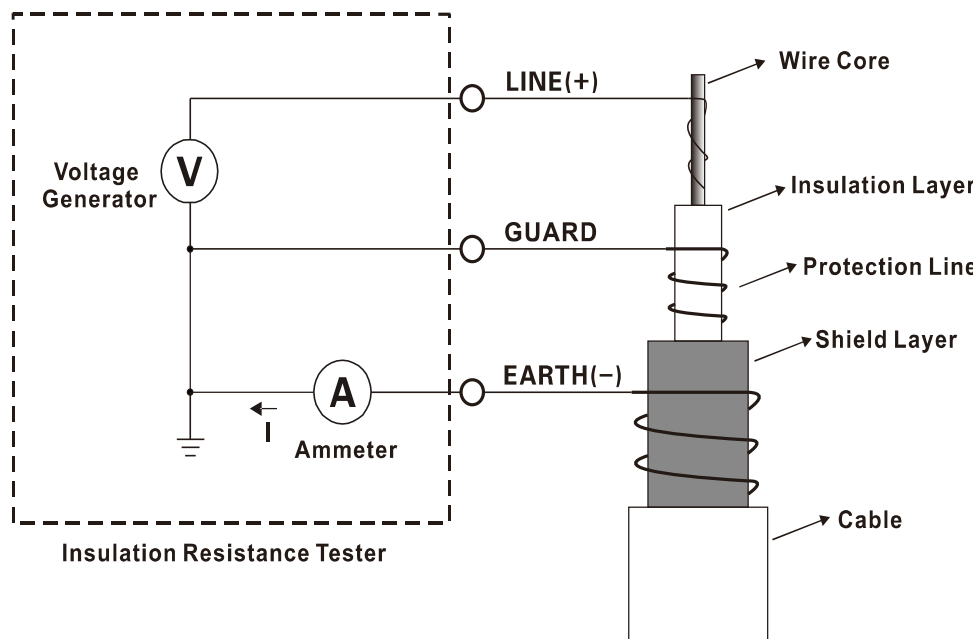 LINE(+)
Wire Core
V
Voltage
Generator
Insulation Layer
GUARD
Protection Line
Shield Layer
EARTH(−)
A
I
Ammeter
Cable
Insulation Resistance Tester